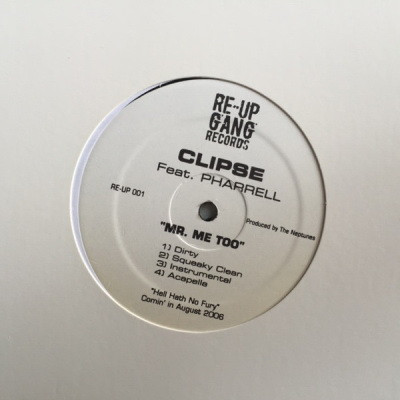 RE-UP
GANG
RECORDS
CLIPSE
Feat. PHARRELL
RE-UP 001
Produced by The Neptunes
"MR. ME TOO"
1) Dirty
2) Squeaky Clean
3) Instrumental
4) Acapella
"Hell Hath No Fury"
Comin' in August 2006